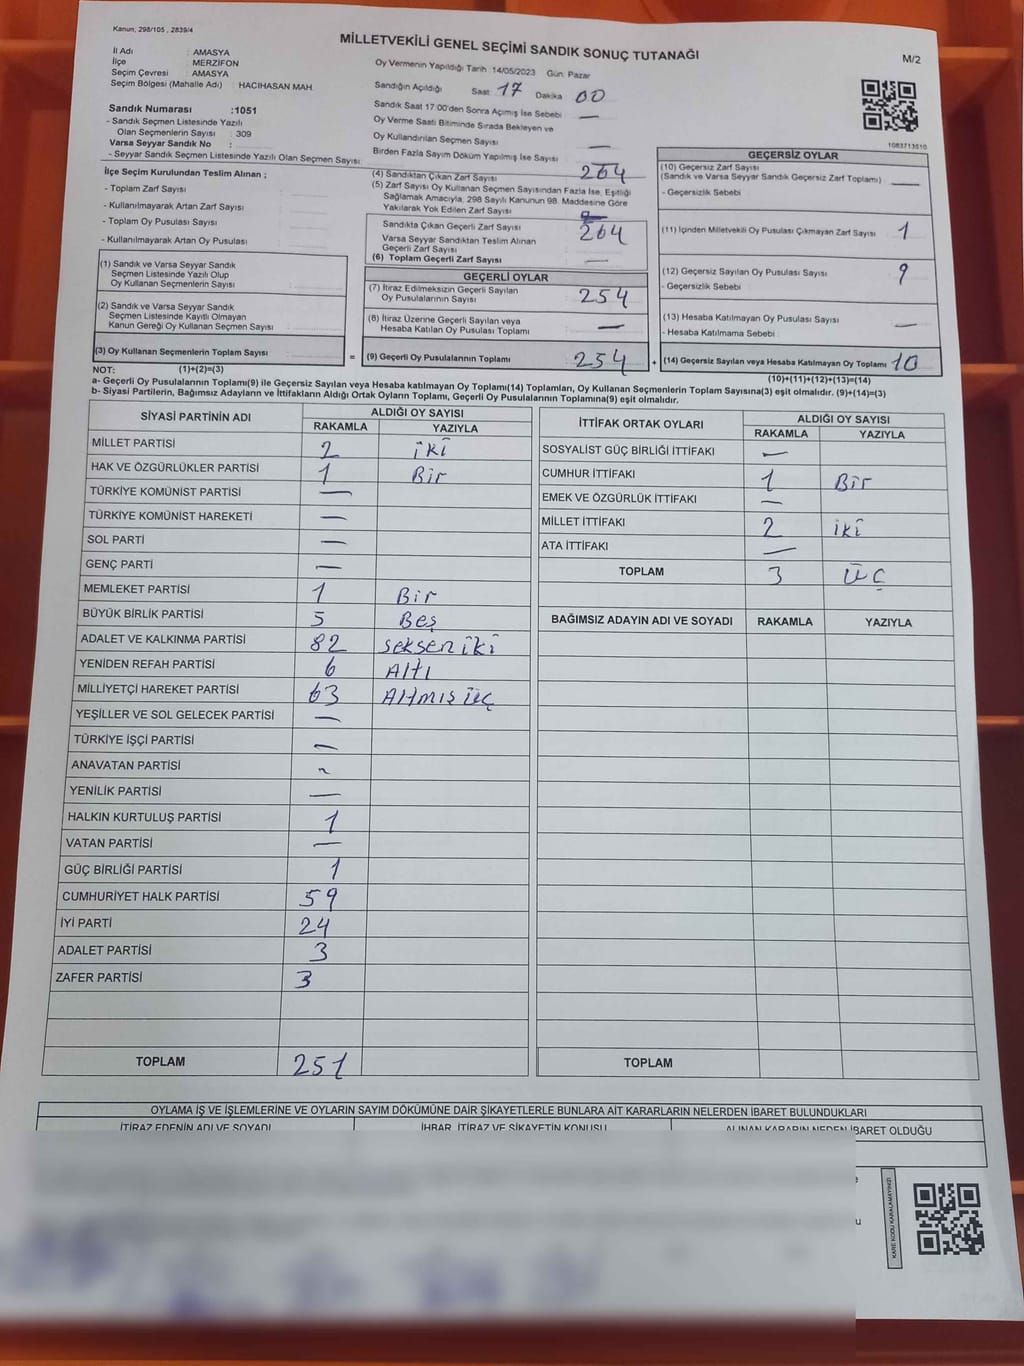 Kanun; 298/105 , 2839/4
MİLLETVEKİLİ GENEL SEÇİMİ SANDIK SONUÇ TUTANAĞI
M/2
İl Adı : AMASYA
İlçe : MERZİFON
Seçim Çevresi : AMASYA
Seçim Bölgesi (Mahalle Adı) : HACIHASAN MAH
Sandık Numarası :1051
- Sandık Seçmen Listesinde Yazılı
Olan Seçmenlerin Sayısı : 309
Varsa Seyyar Sandık No :
- Seyyar Sandık Seçmen Listesinde Yazılı Olan Seçmen Sayısı:
Oy Vermenin Yapıldığı Tarih :14/05/2023 Gün: Pazar
Sandığın Açıldığı Saat 17 Dakika 00
Sandık Saat 17.00'den Sonra Açımış İse Sebebi —
Oy Verme Saati Bitiminde Sırada Bekleyen ve
Oy Kullandırılan Seçmen Sayısı —
Birden Fazla Sayım Döküm Yapılmış İse Sayısı
1083713510
İlçe Seçim Kurulundan Teslim Alınan ;
- Toplam Zarf Sayısı
- Kullanılmayarak Artan Zarf Sayısı
- Toplam Oy Pusulası Sayısı
- Kullanılmayarak Artan Oy Pusulası
(1) Sandık ve Varsa Seyyar Sandık
Seçmen Listesinde Yazılı Olup
Oy Kullanan Seçmenlerin Sayısı :
(2) Sandık ve Varsa Seyyar Sandık
Seçmen Listesinde Kayıtlı Olmayan
Kanun Gereği Oy Kullanan Seçmen Sayısı
(3) Oy Kullanan Seçmenlerin Toplam Sayısı
(4) Sandıktan Çıkan Zarf Sayısı 264
(5) Zarf Sayısı Oy Kullanan Seçmen Sayısından Fazla İse, Eşitliği
Sağlamak Amacıyla, 298 Sayılı Kanunun 98. Maddesine Göre
Yakılarak Yok Edilen Zarf Sayısı
Sandıkta Çıkan Geçerli Zarf Sayısı 264
Varsa Seyyar Sandıktan Teslim Alınan
Geçerli Zarf Sayısı
(6) Toplam Geçerli Zarf Sayısı —
GEÇERLİ OYLAR
(7) İtiraz Edilmeksizin Geçerli Sayılan
Oy Pusulalarının Sayısı 254
(8) İtiraz Üzerine Geçerli Sayılan veya
Hesaba Katılan Oy Pusulası Toplamı —
= (9) Geçerli Oy Pusulalarının Toplamı 254 +
GEÇERSİZ OYLAR
(10) Geçersiz Zarf Sayısı
(Sandık ve Varsa Seyyar Sandık Geçersiz Zarf Toplamı) —
- Geçersizlik Sebebi :
(11) İçinden Milletvekili Oy Pusulası Çıkmayan Zarf Sayısı 1
(12) Geçersiz Sayılan Oy Pusulası Sayısı 9
- Geçersizlik Sebebi :
(13) Hesaba Katılmayan Oy Pusulası Sayısı —
- Hesaba Katılmama Sebebi :
(14) Geçersiz Sayılan veya Hesaba Katılmayan Oy Toplamı 10
NOT: (1)+(2)=(3)
(10)+(11)+(12)+(13)=(14)
a- Geçerli Oy Pusulalarının Toplamı(9) ile Geçersiz Sayılan veya Hesaba katılmayan Oy Toplamı(14) Toplamları, Oy Kullanan Seçmenlerin Toplam Sayısına(3) eşit olmalıdır. (9)+(14)=(3)
b- Siyasi Partilerin, Bağımsız Adayların ve İttifakların Aldığı Ortak Oyların Toplamı, Geçerli Oy Pusulalarının Toplamına(9) eşit olmalıdır.
SİYASİ PARTİNİN ADI ALDIĞI OY SAYISI
RAKAMLA YAZIYLA
MİLLET PARTİSİ 2 iki
HAK VE ÖZGÜRLÜKLER PARTİSİ 1 Bir
TÜRKİYE KOMÜNİST PARTİSİ —
TÜRKİYE KOMÜNİST HAREKETİ —
SOL PARTİ —
GENÇ PARTİ —
MEMLEKET PARTİSİ 1 Bir
BÜYÜK BİRLİK PARTİSİ 5 Beş
ADALET VE KALKINMA PARTİSİ 82 Seksen iki
YENİDEN REFAH PARTİSİ 6 Altı
MİLLİYETÇİ HAREKET PARTİSİ 63 Altmış üç
YEŞİLLER VE SOL GELECEK PARTİSİ —
TÜRKİYE İŞÇİ PARTİSİ —
ANAVATAN PARTİSİ ~
YENİLİK PARTİSİ —
HALKIN KURTULUŞ PARTİSİ 1
VATAN PARTİSİ —
GÜÇ BİRLİĞİ PARTİSİ 1
CUMHURİYET HALK PARTİSİ 59
İYİ PARTİ 24
ADALET PARTİSİ 3
ZAFER PARTİSİ 3
TOPLAM 251
İTTİFAK ORTAK OYLARI ALDIĞI OY SAYISI
RAKAMLA YAZIYLA
SOSYALİST GÜÇ BİRLİĞİ İTTİFAKI —
CUMHUR İTTİFAKI 1 Bir
EMEK VE ÖZGÜRLÜK İTTİFAKI —
MİLLET İTTİFAKI 2 iki
ATA İTTİFAKI —
TOPLAM 3 üç
BAĞIMSIZ ADAYIN ADI VE SOYADI RAKAMLA YAZIYLA
TOPLAM
OYLAMA İŞ VE İŞLEMLERİNE VE OYLARIN SAYIM DÖKÜMÜNE DAİR ŞİKAYETLERLE BUNLARA AİT KARARLARIN NELERDEN İBARET BULUNDUKLARI
İTİRAZ EDENİN ADI VE SOYADI İHBAR, İTİRAZ VE ŞİKAYETİN KONUSU ALINAN KARARIN NEDEN İBARET OLDUĞU
KARE KODU KARALAMAYINIZ!